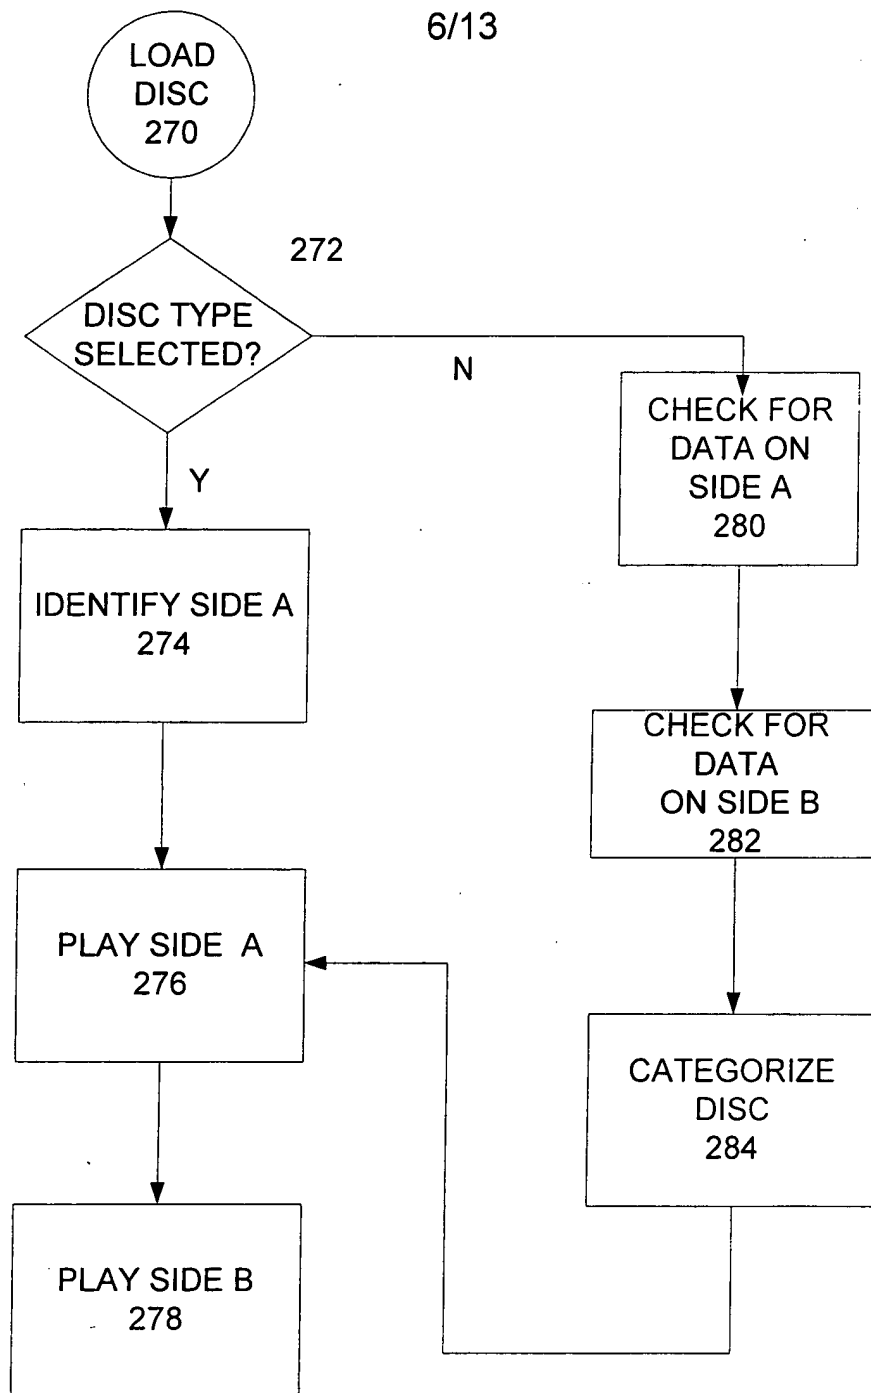 6/13
LOAD
DISC
270
272
DISC TYPE
SELECTED?
N
Y
CHECK FOR
DATA ON
SIDE A
280
IDENTIFY SIDE A
274
CHECK FOR
DATA
ON SIDE B
282
PLAY SIDE A
276
CATEGORIZE
DISC
284
PLAY SIDE B
278